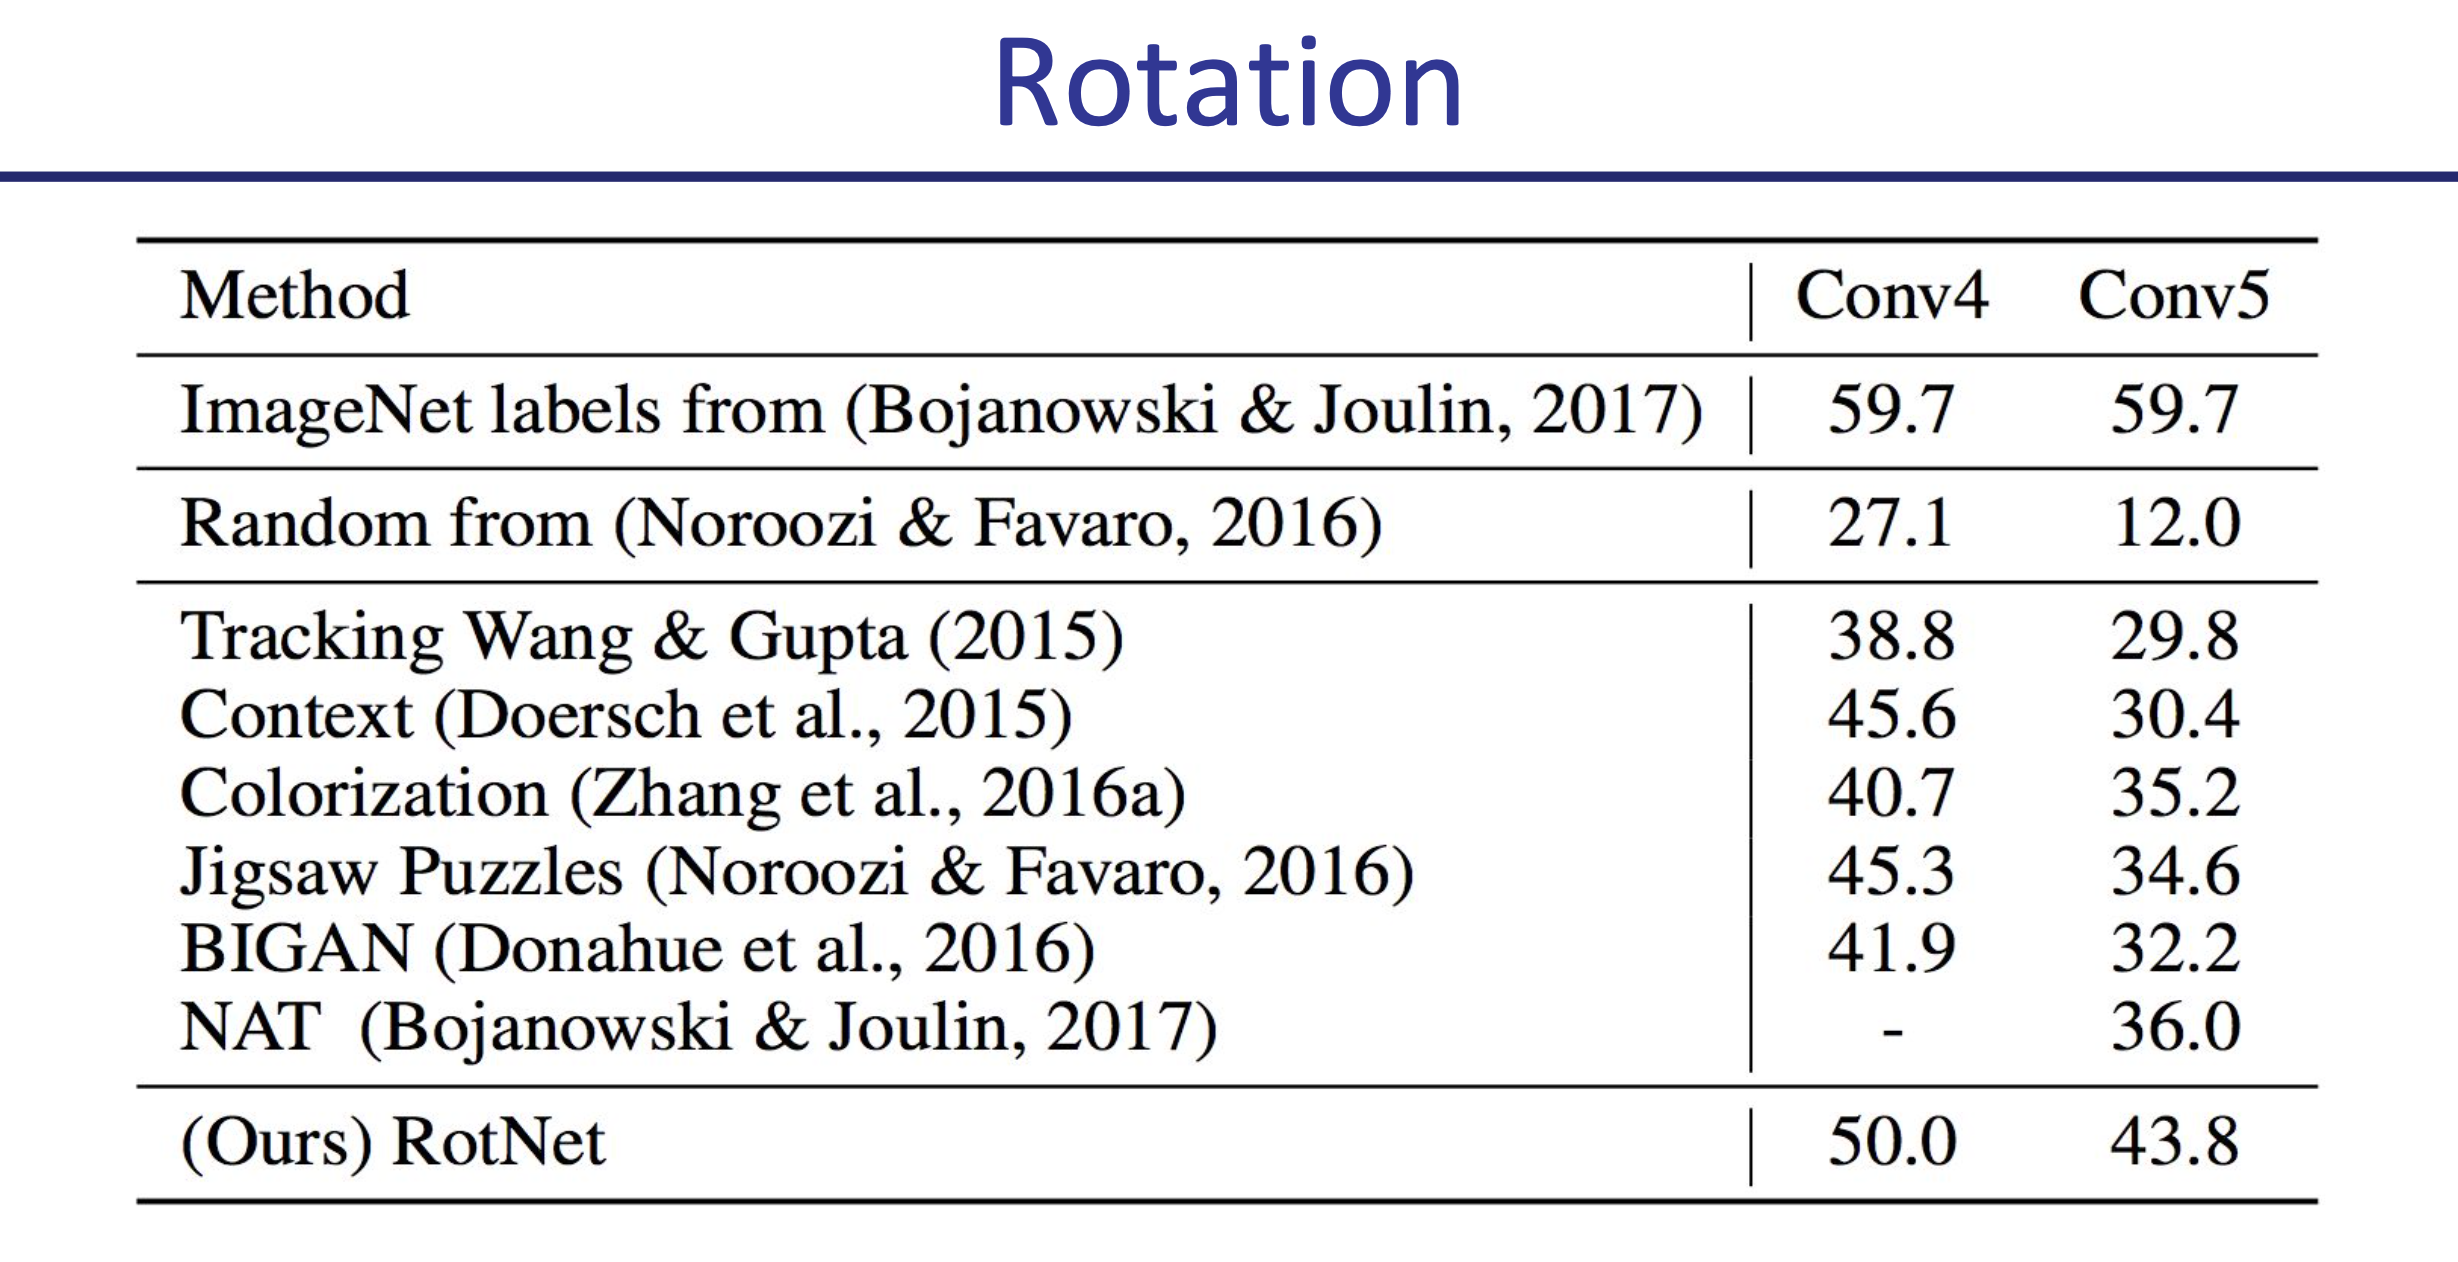 Rotation
Method Conv4 Conv5
ImageNet labels from (Bojanowski & Joulin, 2017) 59.7 59.7
Random from (Noroozi & Favaro, 2016) 27.1 12.0
Tracking Wang & Gupta (2015) 38.8 29.8
Context (Doersch et al., 2015) 45.6 30.4
Colorization (Zhang et al., 2016a) 40.7 35.2
Jigsaw Puzzles (Noroozi & Favaro, 2016) 45.3 34.6
BIGAN (Donahue et al., 2016) 41.9 32.2
NAT (Bojanowski & Joulin, 2017) - 36.0
(Ours) RotNet 50.0 43.8